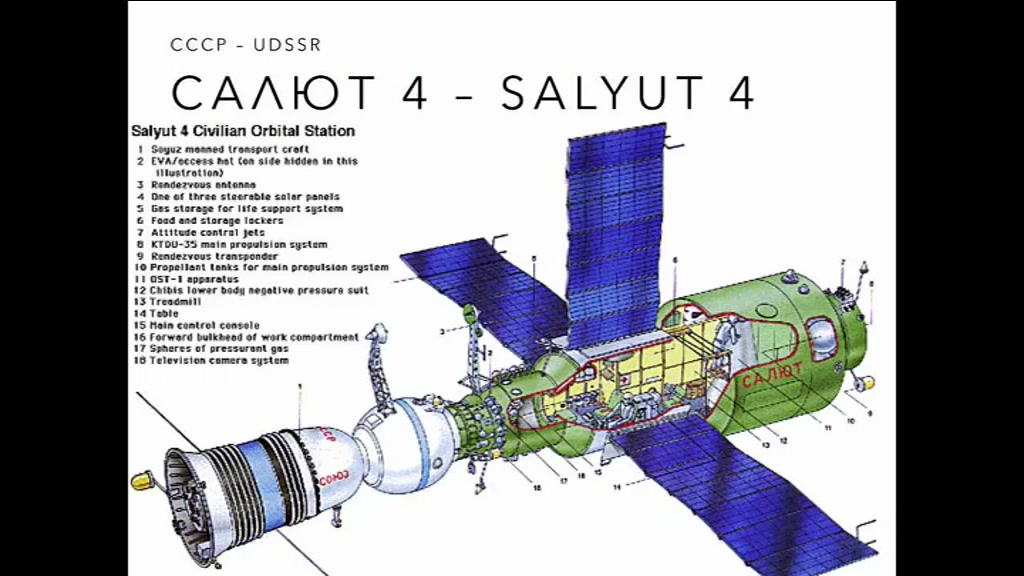 СССР – UDSSR
САЛЮТ 4 – SALYUT 4
Salyut 4 Civilian Orbital Station
1 Soyuz manned transport craft
2 EVA/access hat (on side hidden in this
illustration)
3 Rendezvous antenna
4 One of three steerable solar panels
5 Gas storage for life support system
6 Food and storage lockers
7 Attitude control jets
8 KTDU-35 main propulsion system
9 Rendezvous transponder
10 Propellant tanks for main propulsion system
11 OST-1 apparatus
12 Chibis lower body negative pressure suit
13 Treadmill
14 Table
15 Main control console
16 Forward bulkhead of work compartment
17 Spheres of pressurant gas
18 Television camera system
САЛЮТ
СССР
СОЮЗ
1
2
3
5
6
7
8
9
10
11
12
13
14
15
16
17
18